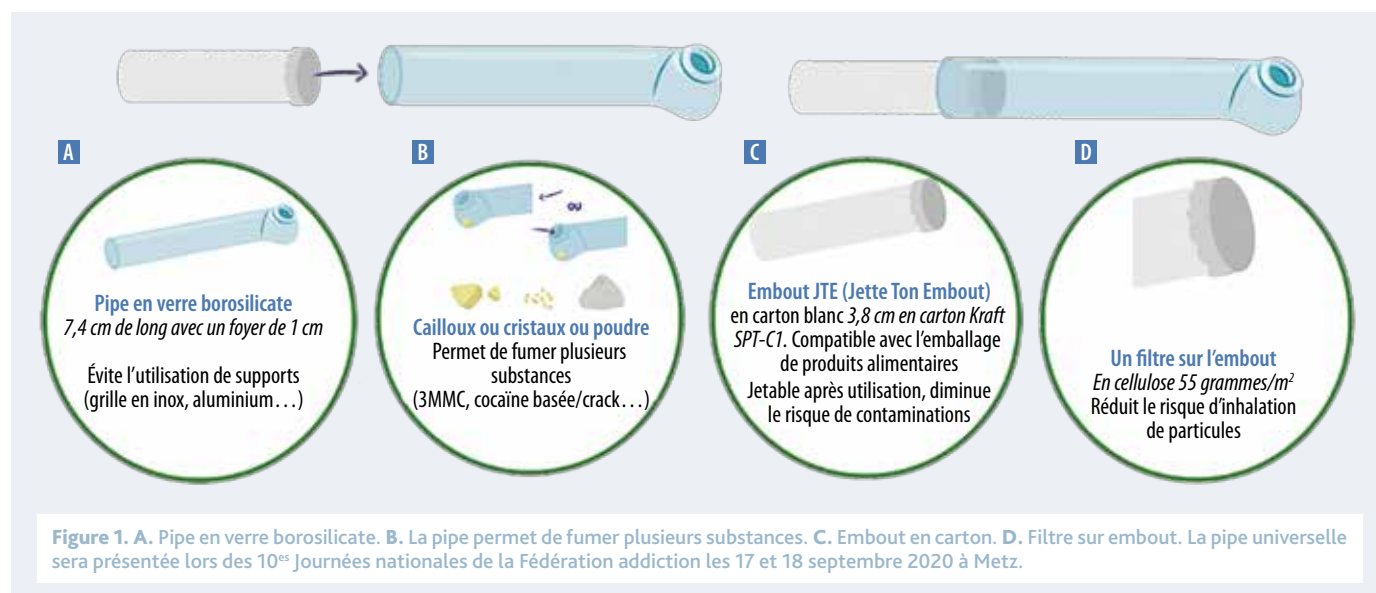 A
Pipe en verre borosilicate
7,4 cm de long avec un foyer de 1 cm
Évite l'utilisation de supports
(grille en inox, aluminium…)
B
Cailloux ou cristaux ou poudre
Permet de fumer plusieurs
substances
(3MMC, cocaïne basée/crack…)
C
Embout JTE (Jette Ton Embout)
en carton blanc 3,8 cm en carton Kraft
SPT-C1. Compatible avec l'emballage
de produits alimentaires
Jetable après utilisation, diminue
le risque de contaminations
D
Un filtre sur l'embout
En cellulose 55 grammes/m²
Réduit le risque d'inhalation
de particules
Figure 1. A. Pipe en verre borosilicate. B. La pipe permet de fumer plusieurs substances. C. Embout en carton. D. Filtre sur embout. La pipe universelle
sera présentée lors des 10es Journées nationales de la Fédération addiction les 17 et 18 septembre 2020 à Metz.